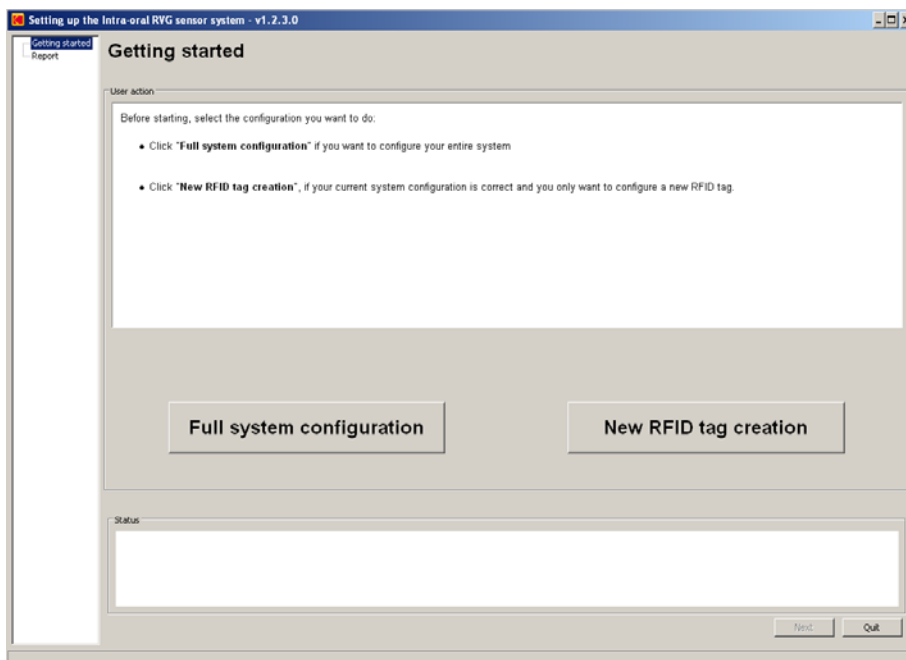 Setting up the Intra-oral RVG sensor system - v1.2.3.0
Getting started
Report
Getting started
User action
Before starting, select the configuration you want to do:
• Click "Full system configuration" if you want to configure your entire system
• Click "New RFID tag creation", if your current system configuration is correct and you only want to configure a new RFID tag.
Full system configuration
New RFID tag creation
Status
Next
Quit